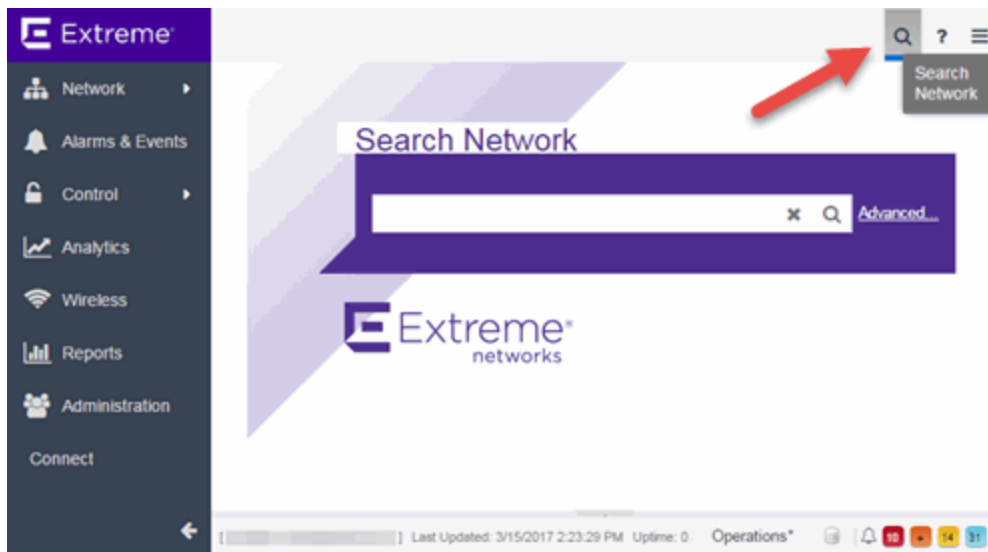 Extreme
?
Search Network
Network
Alarms & Events
Control
Analytics
Wireless
Reports
Administration
Connect
Search Network
Advanced...
Extreme
networks
[ ] Last Updated: 3/15/2017 2:23:29 PM Uptime: 0 Operations* 10 + 14 31